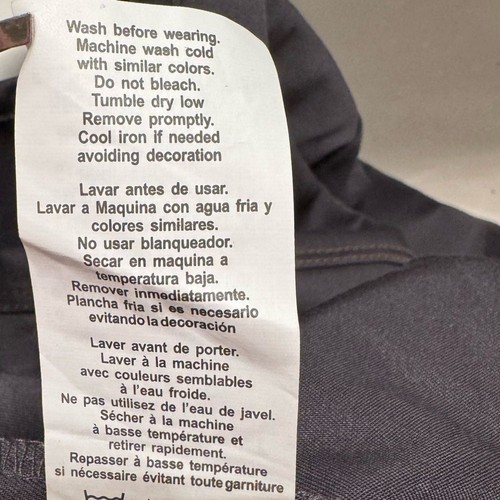 Wash before wearing.
Machine wash cold
with similar colors.
Do not bleach.
Tumble dry low
Remove promptly.
Cool iron if needed
avoiding decoration
Lavar antes de usar.
Lavar a Maquina con agua fria y
colores similares.
No usar blanqueador.
Secar en maquina a
temperatura baja.
Remover inmediatamente.
Plancha fria si es necesario
evitando la decoración
Laver avant de porter.
Laver à la machine
avec couleurs semblables
à l'eau froide.
Ne pas utilisez de l'eau de javel.
Sécher à la machine
à basse température et
retirer rapidement.
Repasser à basse température
si nécessaire évitant toute garniture